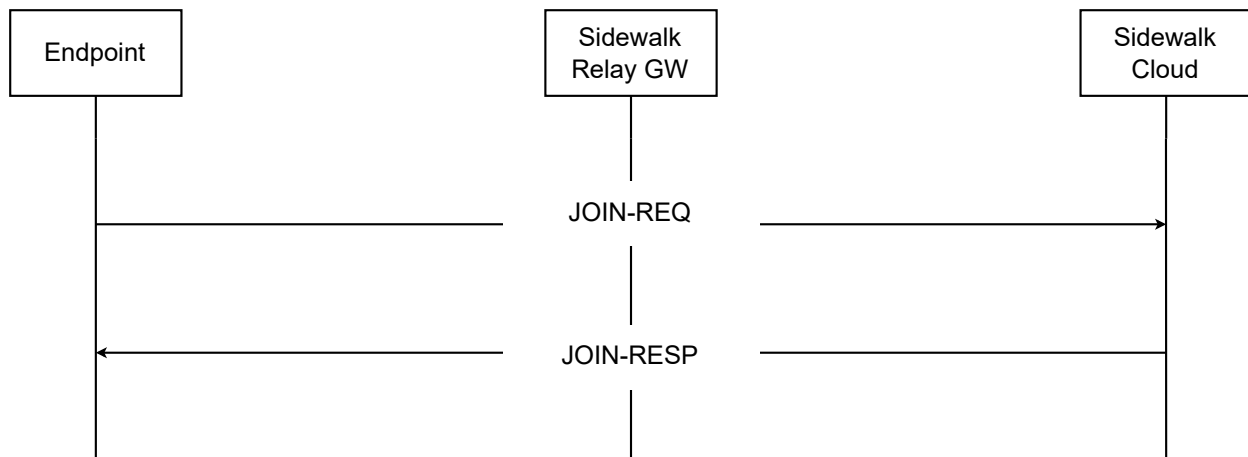 Endpoint
Sidewalk
Relay GW
Sidewalk
Cloud
JOIN-REQ
JOIN-RESP